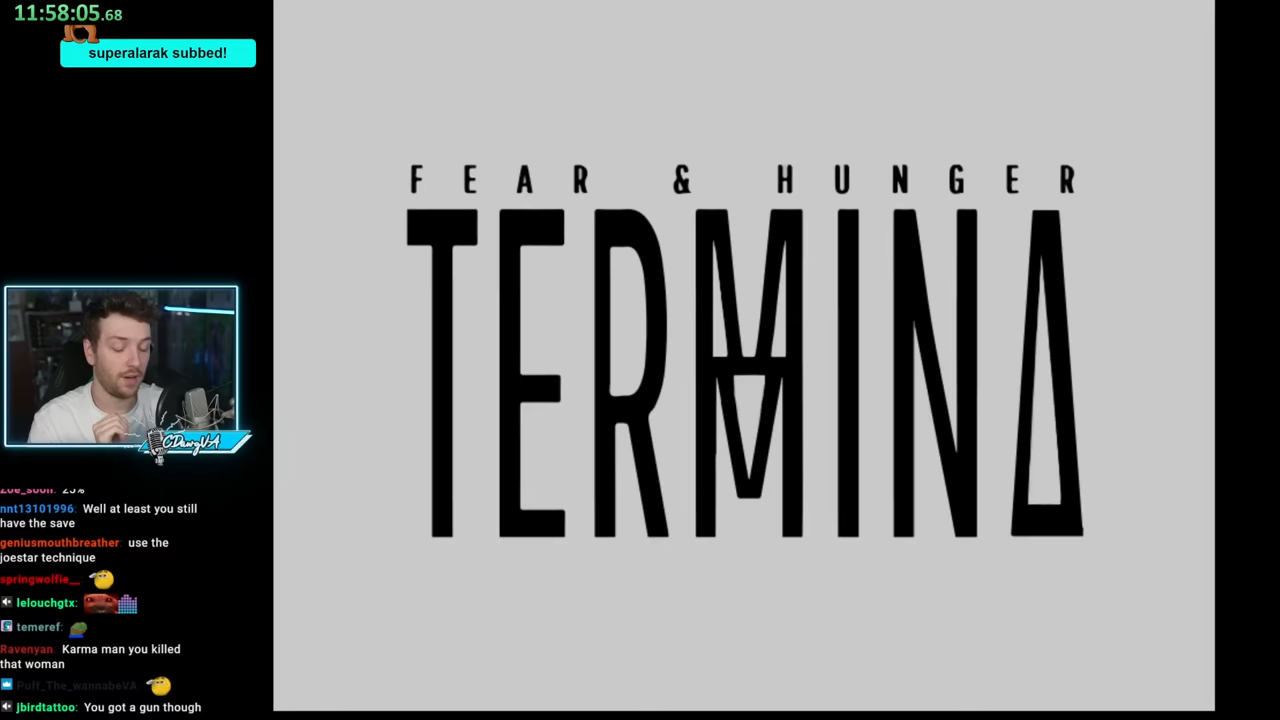 11:58:05.68
superalarak subbed!
FEAR & HUNGER
TERMINA
CDawgVA
Zoe_soon: 25%
nnt13101996: Well at least you still
have the save
geniusmouthbreather: use the
joestar technique
springwolfie__
lelouchgtx:
temeref:
Ravenyan Karma man you killed
that woman
Puff_The_wannabeVA
jbirdtattoo: You got a gun though